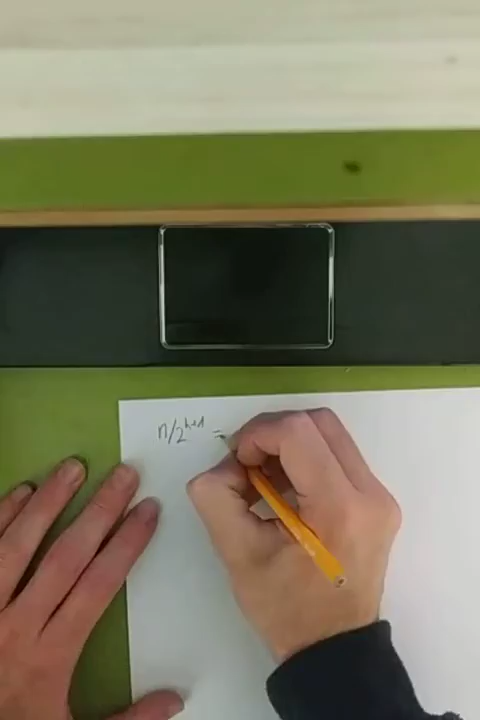 n/2^{h+1} =